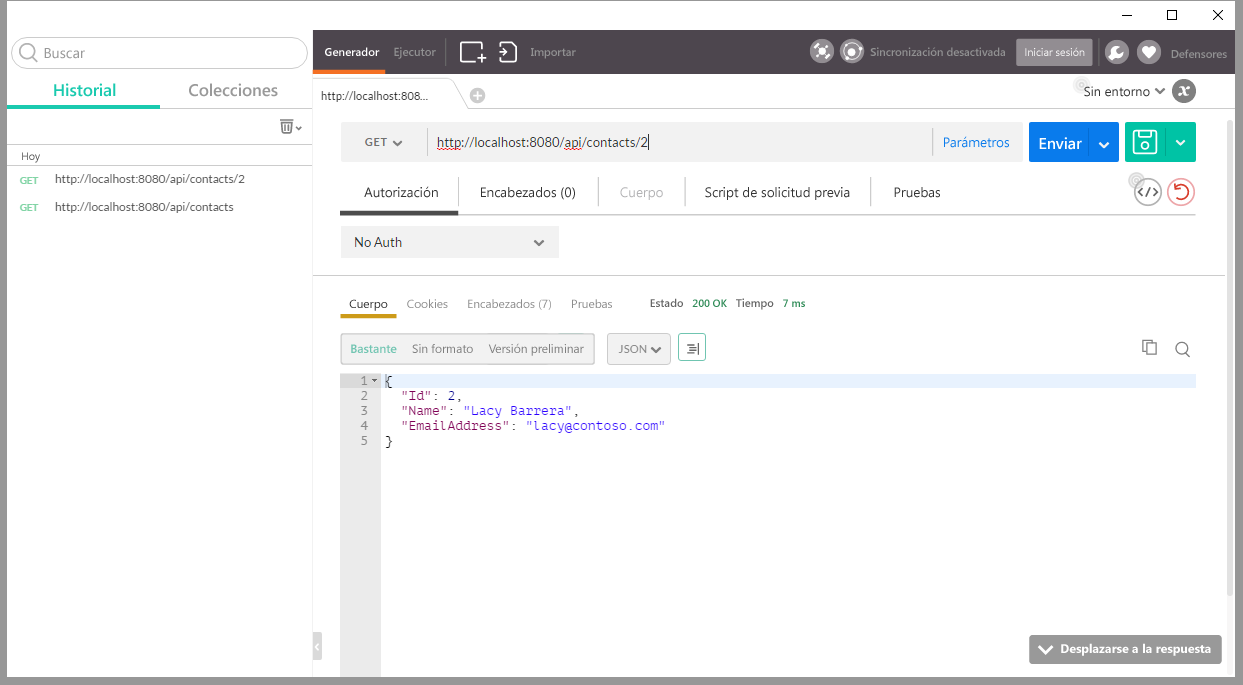 Buscar
Historial Colecciones
Hoy
GET http://localhost:8080/api/contacts/2
GET http://localhost:8080/api/contacts
Generador Ejecutor Importar Sincronización desactivada Iniciar sesión Defensores
http://localhost:808... Sin entorno
GET http://localhost:8080/api/contacts/2 Parámetros Enviar
Autorización Encabezados (0) Cuerpo Script de solicitud previa Pruebas
No Auth
Cuerpo Cookies Encabezados (7) Pruebas Estado 200 OK Tiempo 7 ms
Bastante Sin formato Versión preliminar JSON
1 {
2 "Id": 2,
3 "Name": "Lacy Barrera",
4 "EmailAddress": "lacy@contoso.com"
5 }
Desplazarse a la respuesta